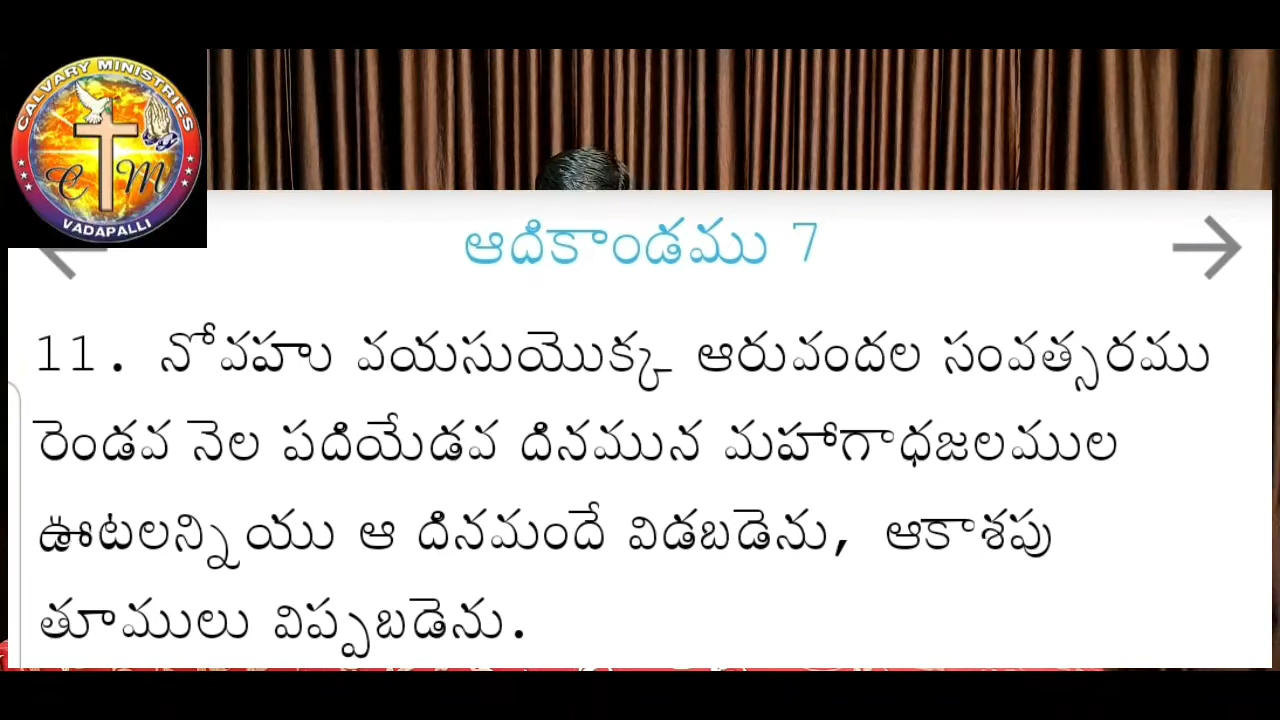 CALVARY MINISTRIES
C M
VADAPALLI
ఆదికాండము 7
11. నోవహు వయసుయొక్క ఆరువందల సంవత్సరము
రెండవ నెల పదియేడవ దినమున మహాగాధజలముల
ఊటలన్నియు ఆ దినమందే విడబడెను, ఆకాశపు
తూములు విప్పబడెను.